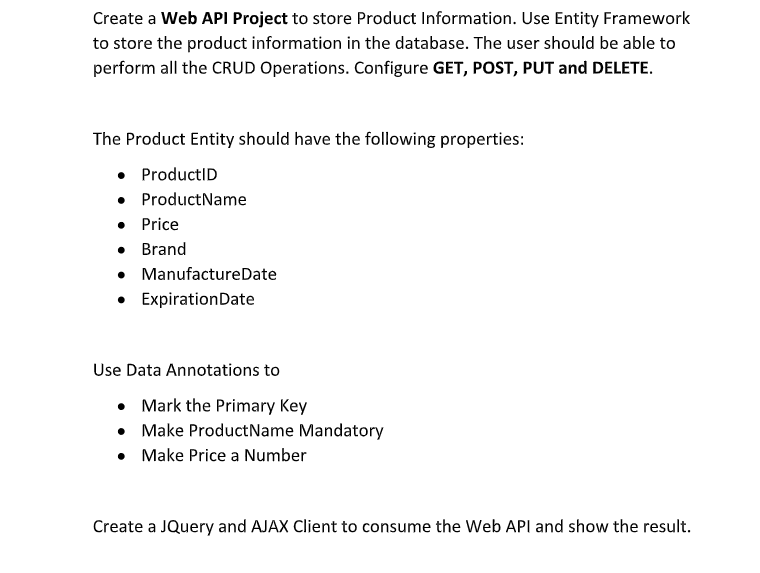 Create a Web API Project to store Product Information. Use Entity Framework
to store the product information in the database. The user should be able to
perform all the CRUD Operations. Configure GET, POST, PUT and DELETE.
The Product Entity should have the following properties:
• ProductID
• ProductName
• Price
• Brand
• ManufactureDate
• ExpirationDate
Use Data Annotations to
• Mark the Primary Key
• Make ProductName Mandatory
• Make Price a Number
Create a JQuery and AJAX Client to consume the Web API and show the result.